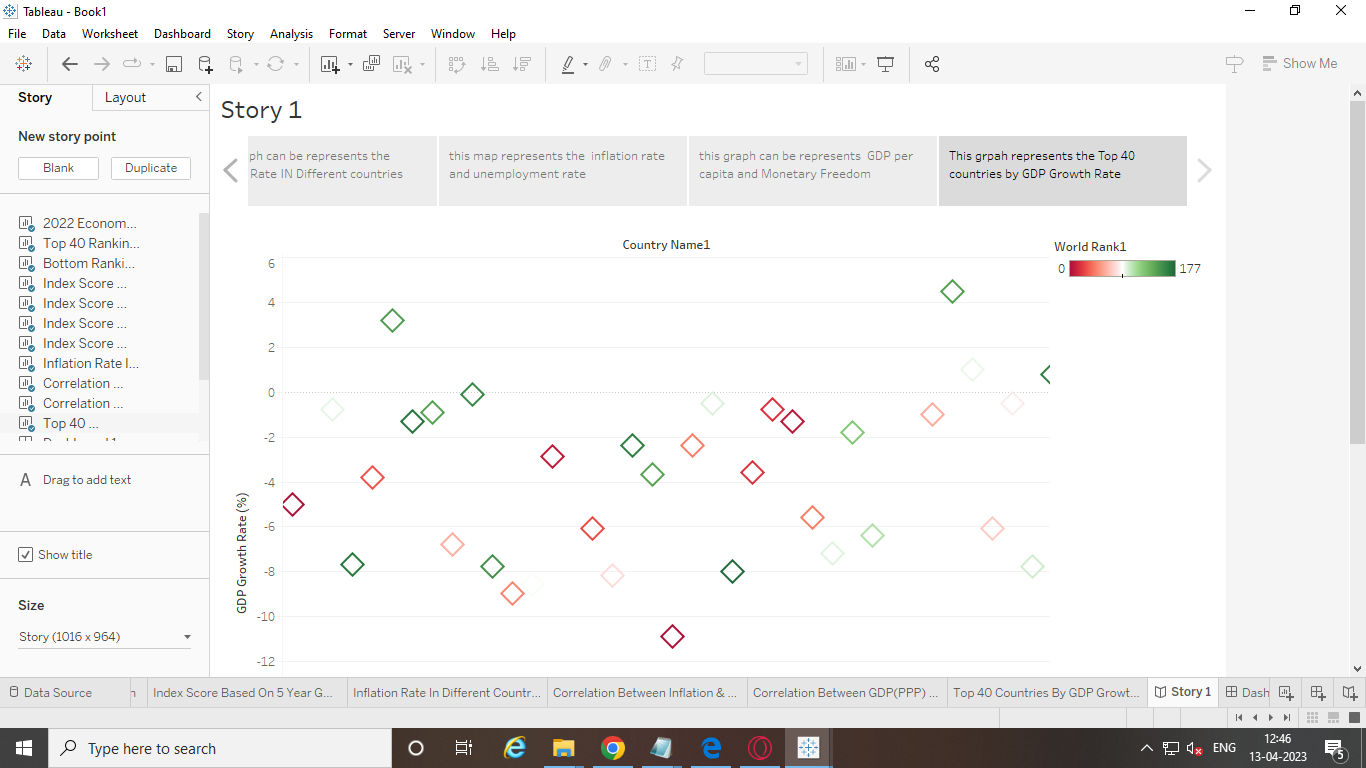 Tableau - Book1
File Data Worksheet Dashboard Story Analysis Format Server Window Help
Show Me
Story Layout
New story point
Blank Duplicate
2022 Econom...
Top 40 Rankin...
Bottom Ranki...
Index Score ...
Index Score ...
Index Score ...
Index Score ...
Inflation Rate I...
Correlation ...
Correlation ...
Top 40 ...
A Drag to add text
Show title
Size
Story (1016 x 964)
Story 1
ph can be represents the
Rate IN Different countries
this map represents the inflation rate
and unemployment rate
this graph can be represents GDP per
capita and Monetary Freedom
This grpah represents the Top 40
countries by GDP Growth Rate
Country Name1
World Rank1
0 177
GDP Growth Rate (%)
6
4
2
0
-2
-4
-6
-8
-10
-12
Data Source n Index Score Based On 5 Year G... Inflation Rate In Different Countr... Correlation Between Inflation & ... Correlation Between GDP(PPP) ... Top 40 Countries By GDP Growt... Story 1 Dash
Type here to search
ENG
12:46
13-04-2023
5